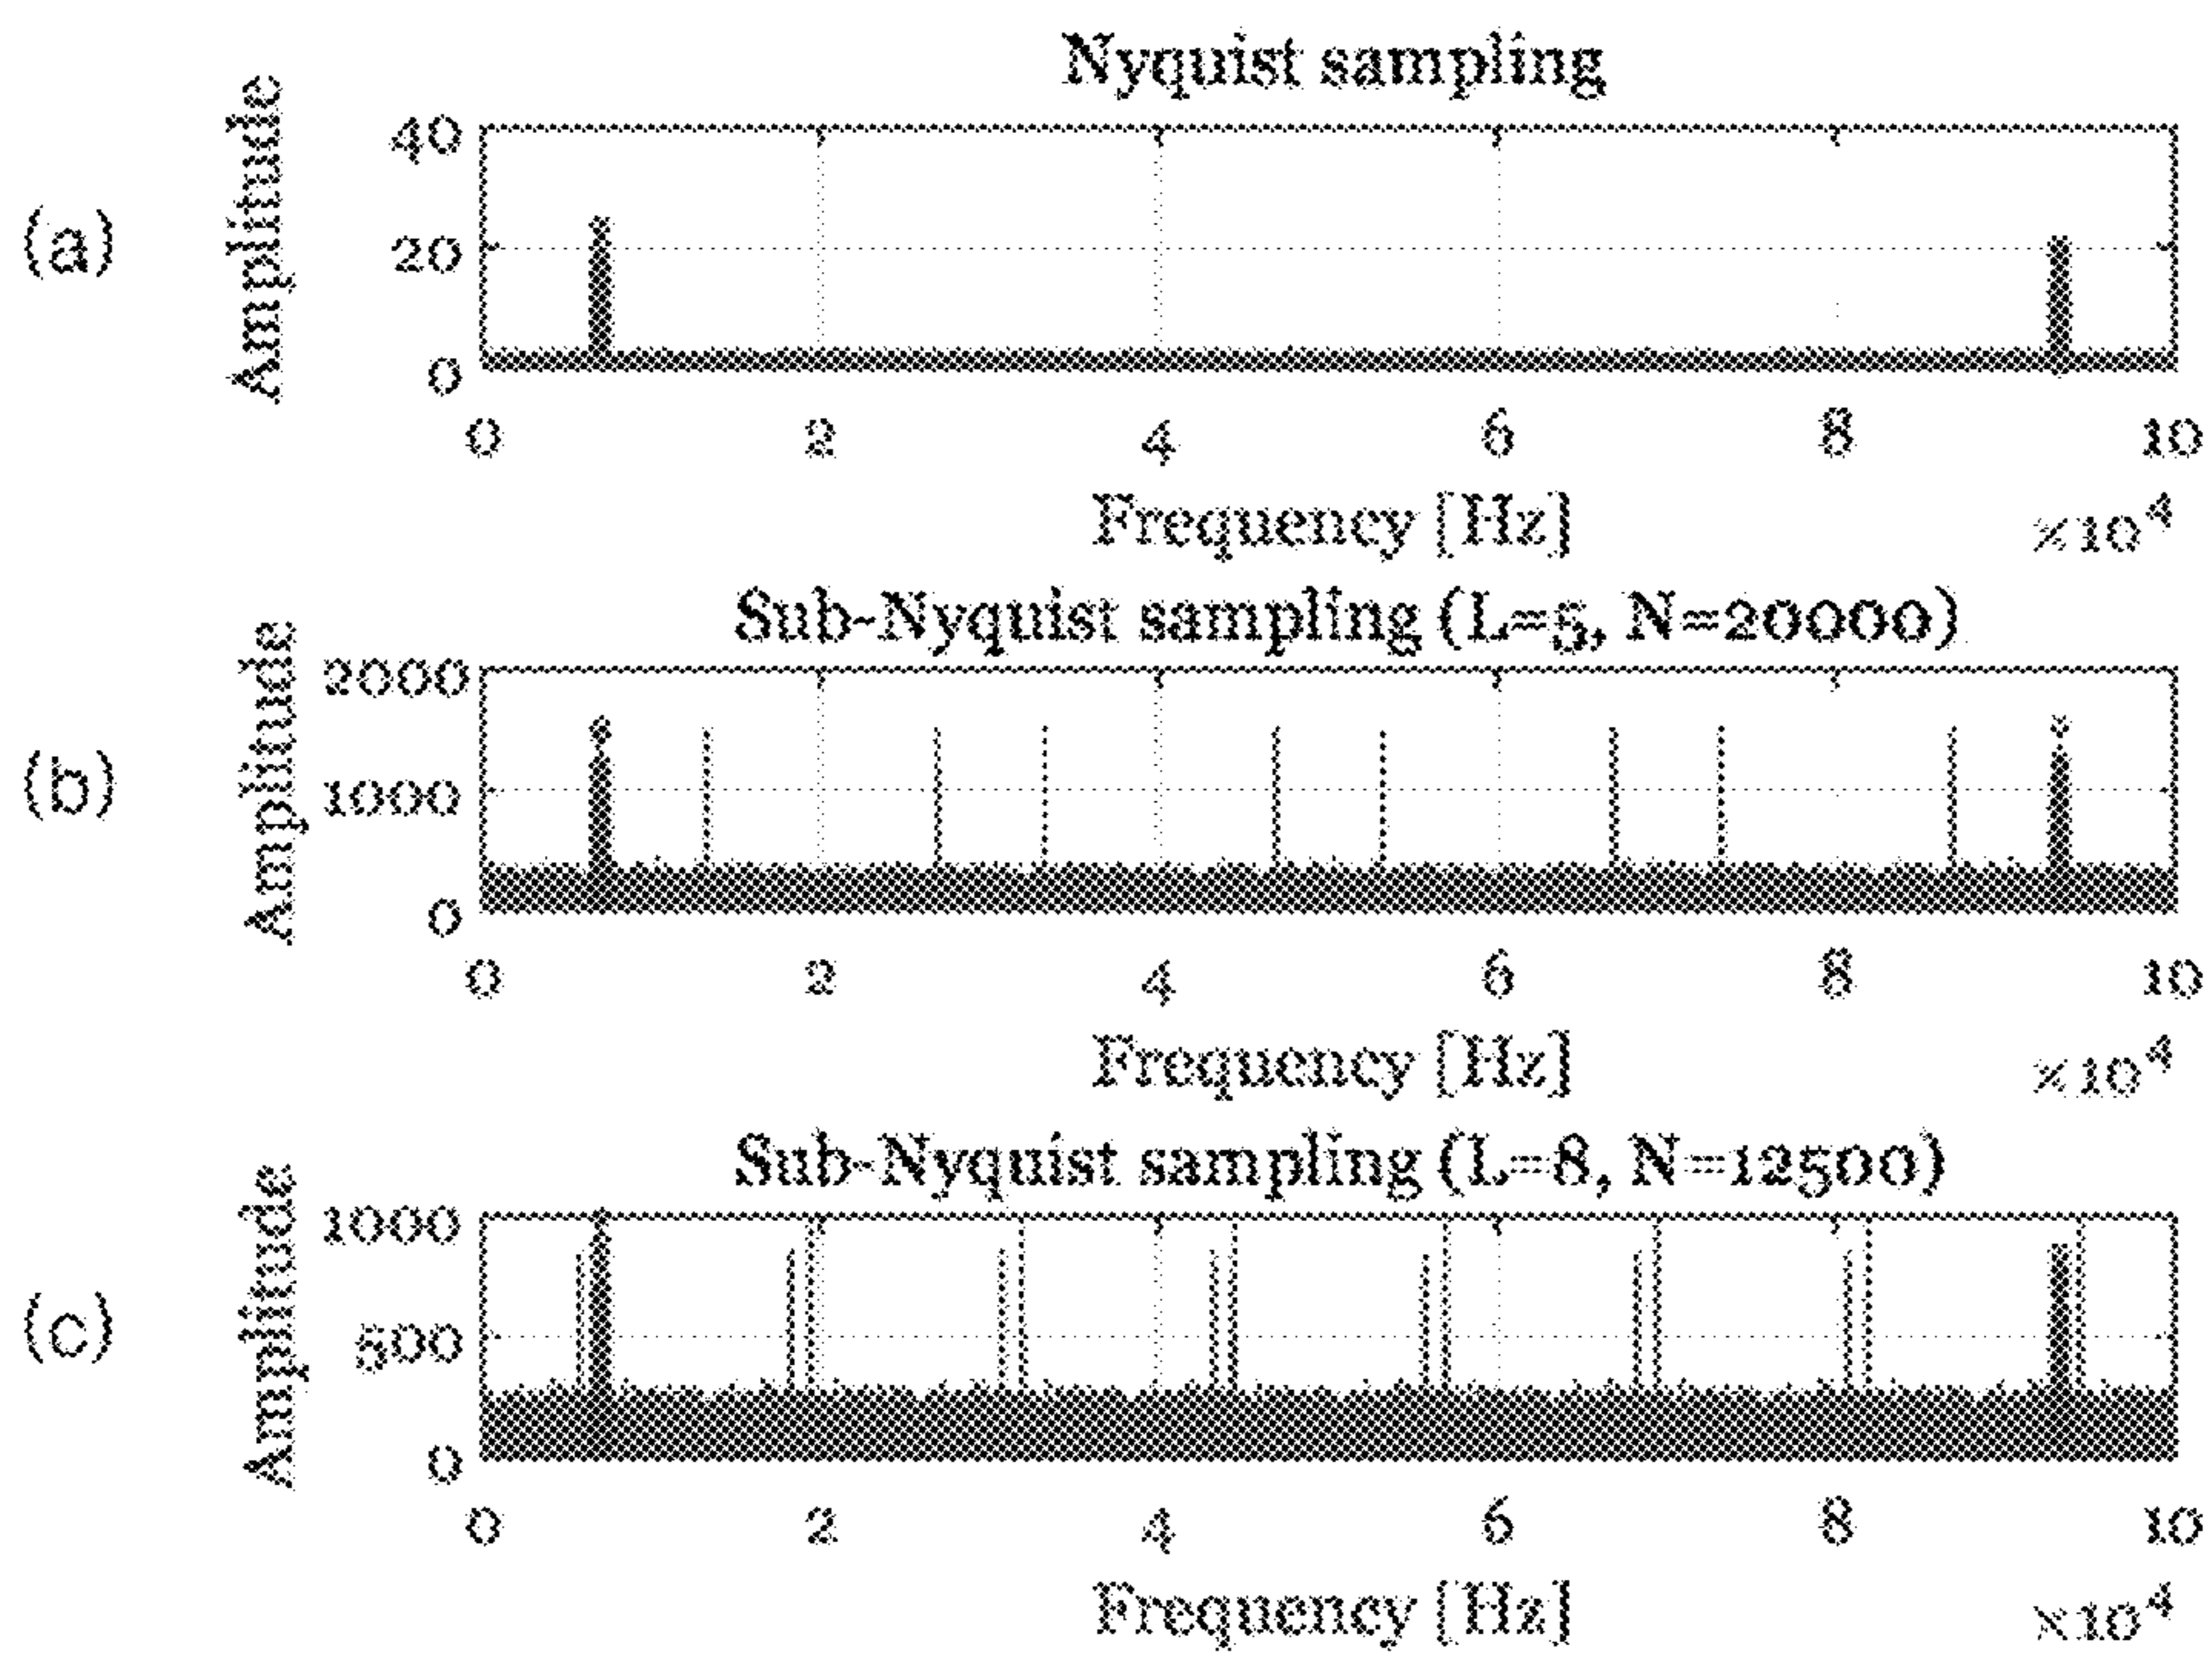 Nyquist sampling
(a)
Amplitude
40
20
0
0 2 4 6 8 10
Frequency [Hz]
×10⁴
Sub-Nyquist sampling (L=5, N=20000)
(b)
Amplitude
2000
1000
0
0 2 4 6 8 10
Frequency [Hz]
×10⁴
Sub-Nyquist sampling (L=8, N=12500)
(c)
Amplitude
1000
500
0
0 2 4 6 8 10
Frequency [Hz]
×10⁴